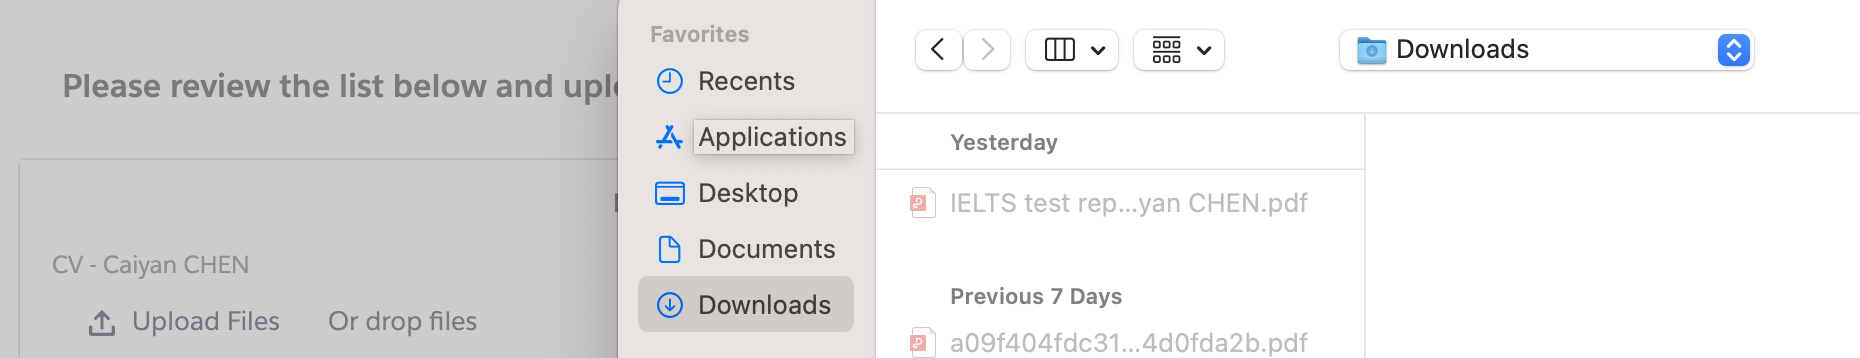 Please review the list below and uplo
CV - Caiyan CHEN
Upload Files
Or drop files
Favorites
Recents
Applications
Desktop
Documents
Downloads
Downloads
Yesterday
IELTS test rep...yan CHEN.pdf
Previous 7 Days
a09f404fdc31...4d0fda2b.pdf